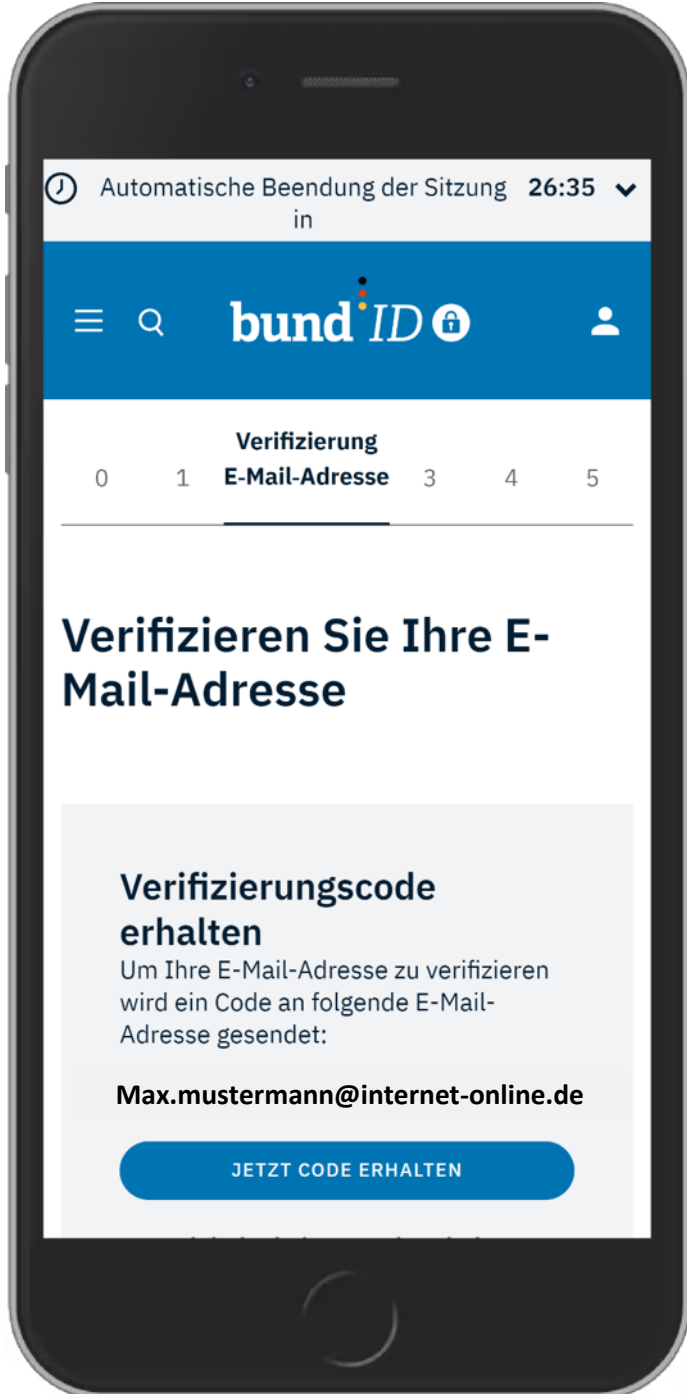 Automatische Beendung der Sitzung 26:35
in
bund ID
Verifizierung
0 1 E-Mail-Adresse 3 4 5
Verifizieren Sie Ihre E-
Mail-Adresse
Verifizierungscode
erhalten
Um Ihre E-Mail-Adresse zu verifizieren
wird ein Code an folgende E-Mail-
Adresse gesendet:
Max.mustermann@internet-online.de
JETZT CODE ERHALTEN